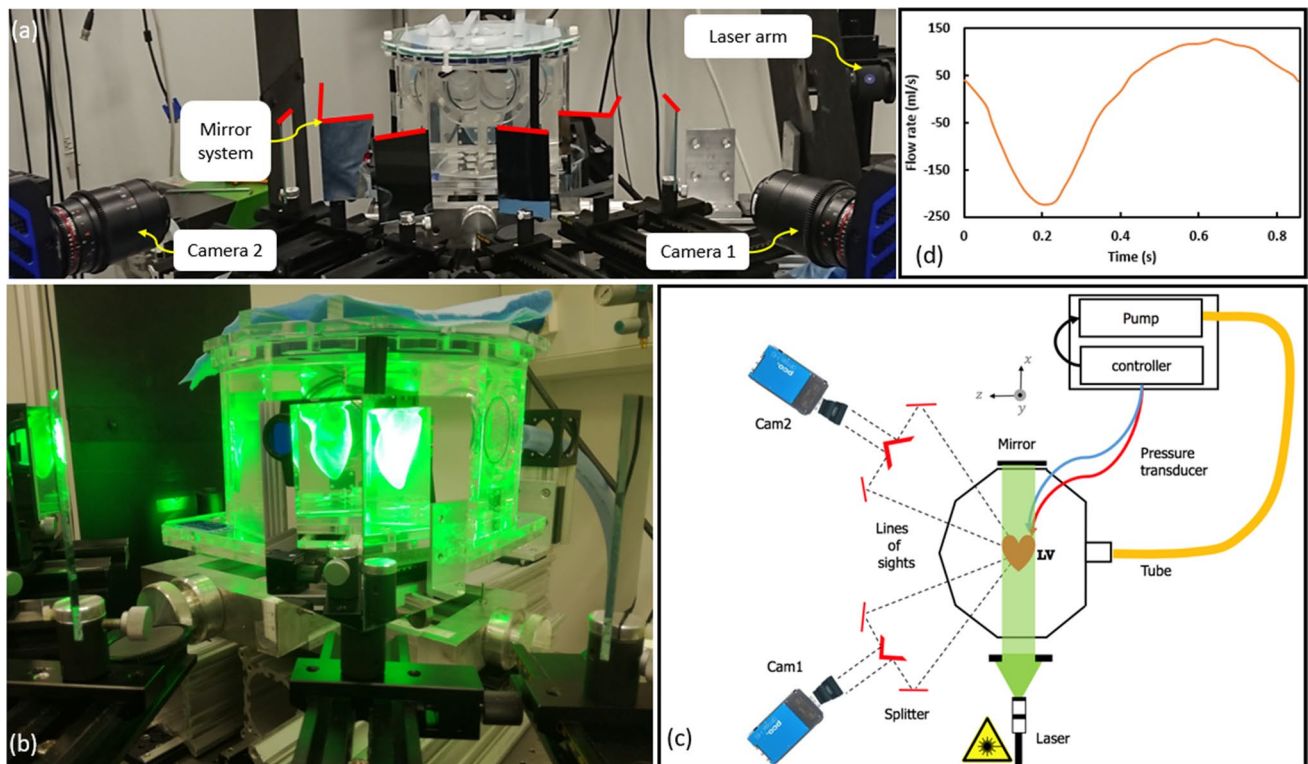 (a)
Laser arm
Mirror
system
Camera 2
Camera 1
150
50
-50
-150
-250
Flow rate (ml/s)
0
0.2
0.4
0.6
0.8
Time (s)
(d)
(b)
Pump
controller
x
z
y
pco.
Cam2
Mirror
Pressure
transducer
Lines
of
sights
LV
Tube
Cam1
pco.
Splitter
Laser
(c)